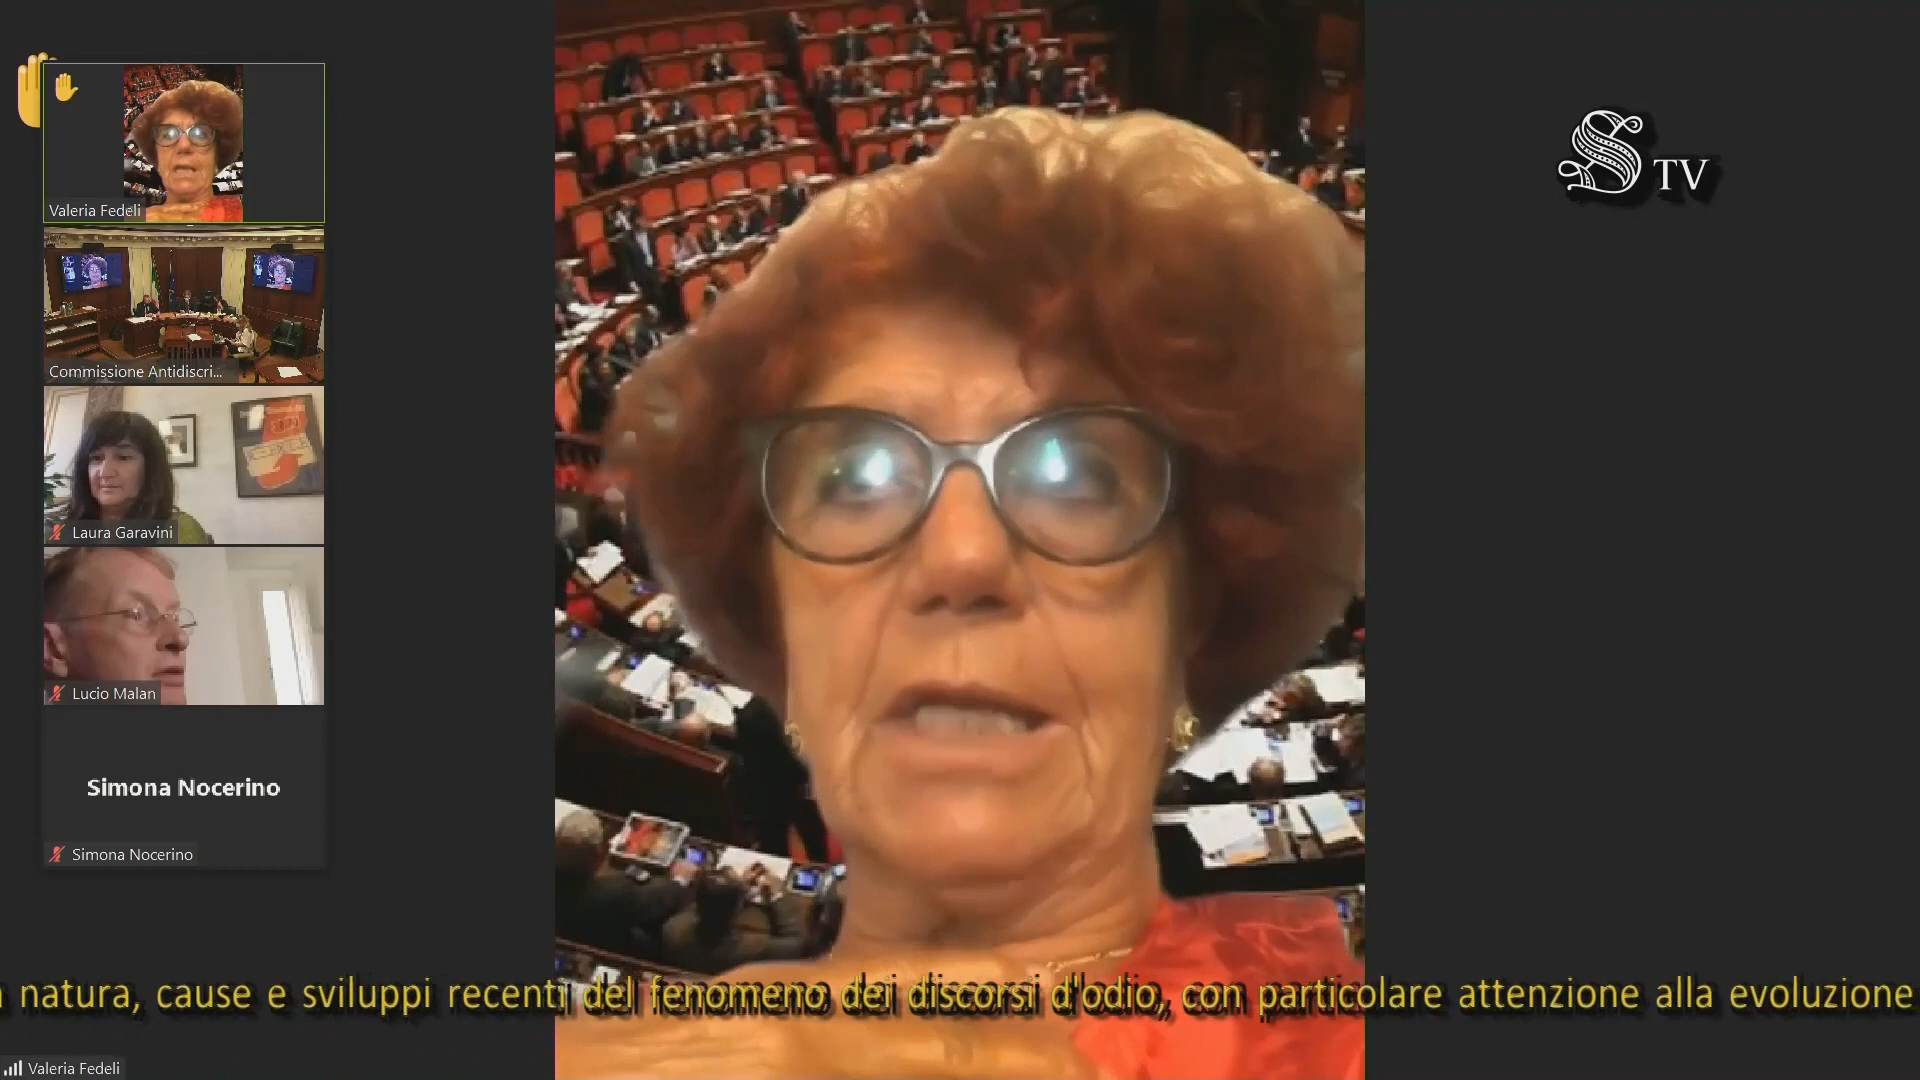 Valeria Fedeli
Commissione Antidiscri...
Laura Garavini
Lucio Malan
Simona Nocerino
Simona Nocerino
S TV
natura, cause e sviluppi recenti del fenomeno dei discorsi d'odio, con particolare attenzione alla evoluzione
Valeria Fedeli